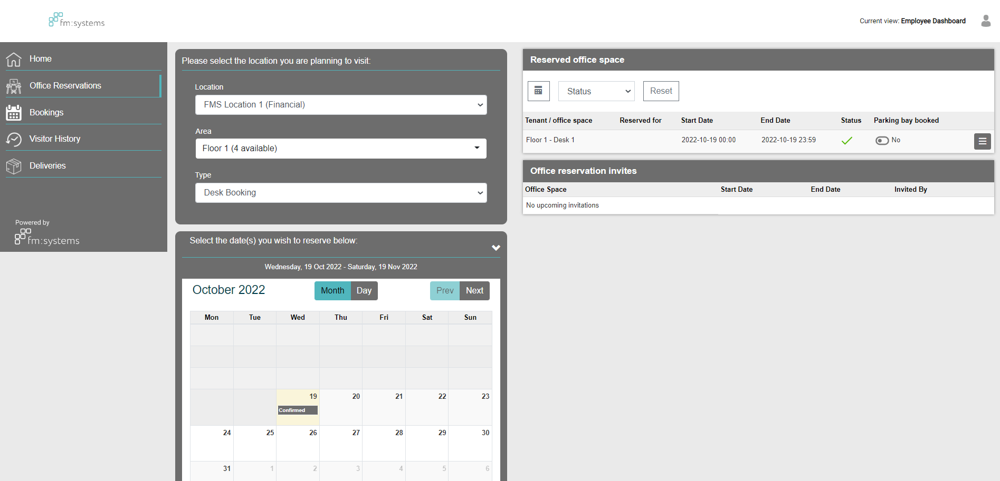 fm:systems
Current view: Employee Dashboard
Home
Office Reservations
Bookings
Visitor History
Deliveries
Powered by
fm:systems
Please select the location you are planning to visit:
Location
FMS Location 1 (Financial)
Area
Floor 1 (4 available)
Type
Desk Booking
Select the date(s) you wish to reserve below:
Wednesday, 19 Oct 2022 - Saturday, 19 Nov 2022
October 2022 Month Day Prev Next
Mon Tue Wed Thu Fri Sat Sun
19 20 21 22 23
Confirmed
24 25 26 27 28 29 30
31 1 2 3 4 5 6
Reserved office space
Status Reset
Tenant / office space Reserved for Start Date End Date Status Parking bay booked
Floor 1 - Desk 1 2022-10-19 00:00 2022-10-19 23:59 No
Office reservation invites
Office Space Start Date End Date Invited By
No upcoming invitations